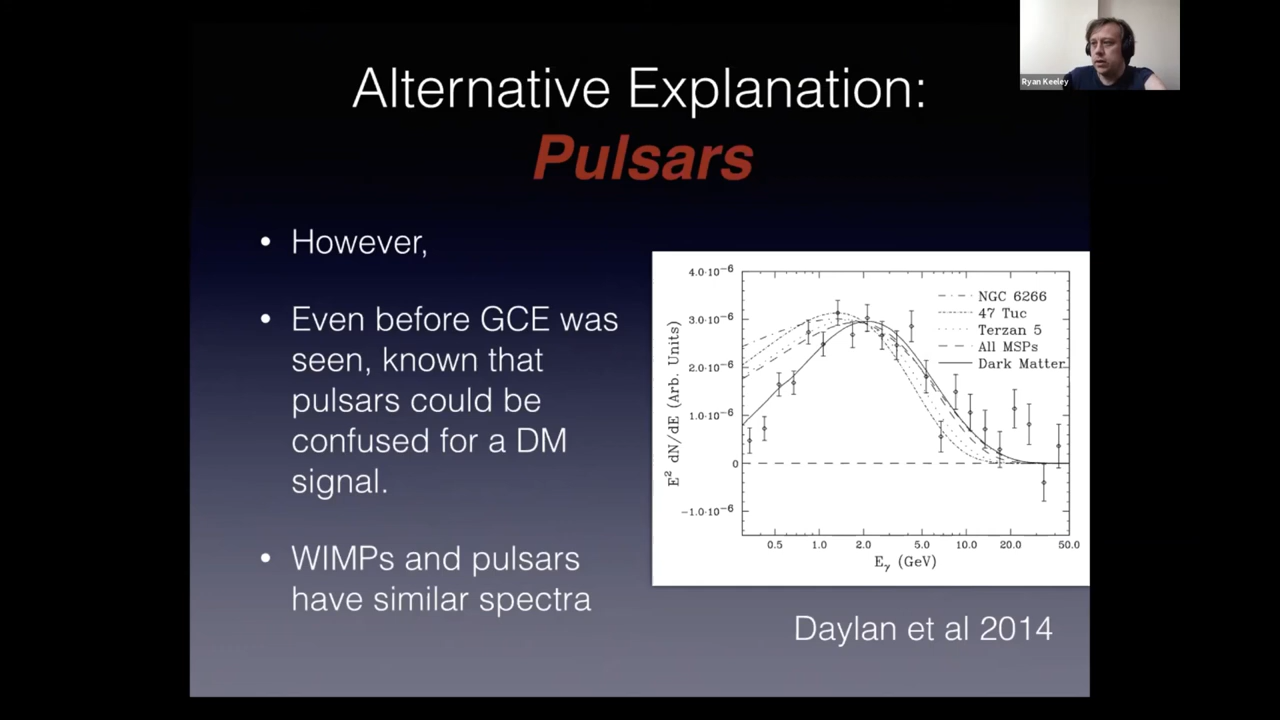 Ryan Keeley
Alternative Explanation:
Pulsars
• However,
• Even before GCE was
seen, known that
pulsars could be
confused for a DM
signal.
• WIMPs and pulsars
have similar spectra
4.0·10⁻⁶
3.0·10⁻⁶
2.0·10⁻⁶
1.0·10⁻⁶
0
−1.0·10⁻⁶
E² dN/dE (Arb. Units)
NGC 6266
47 Tuc
Terzan 5
All MSPs
Dark Matter
0.5 1.0 2.0 5.0 10.0 20.0 50.0
Eγ (GeV)
Daylan et al 2014